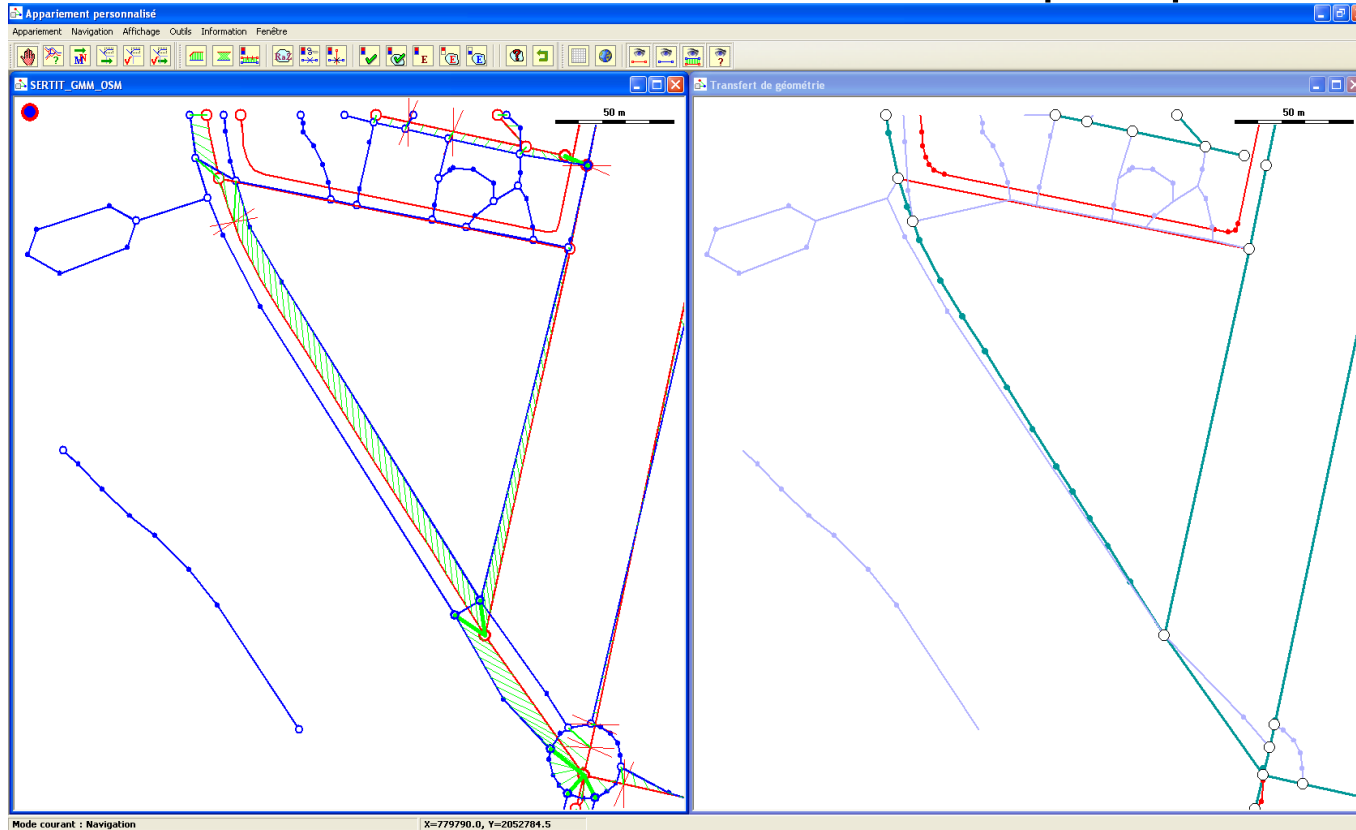 Appariement personnalisé
Appariement Navigation Affichage Outils Information Fenêtre
SERTIT_GMM_OSM
Transfert de géométrie
50 m
50 m
Mode courant : Navigation
X=779790.0, Y=2052784.5